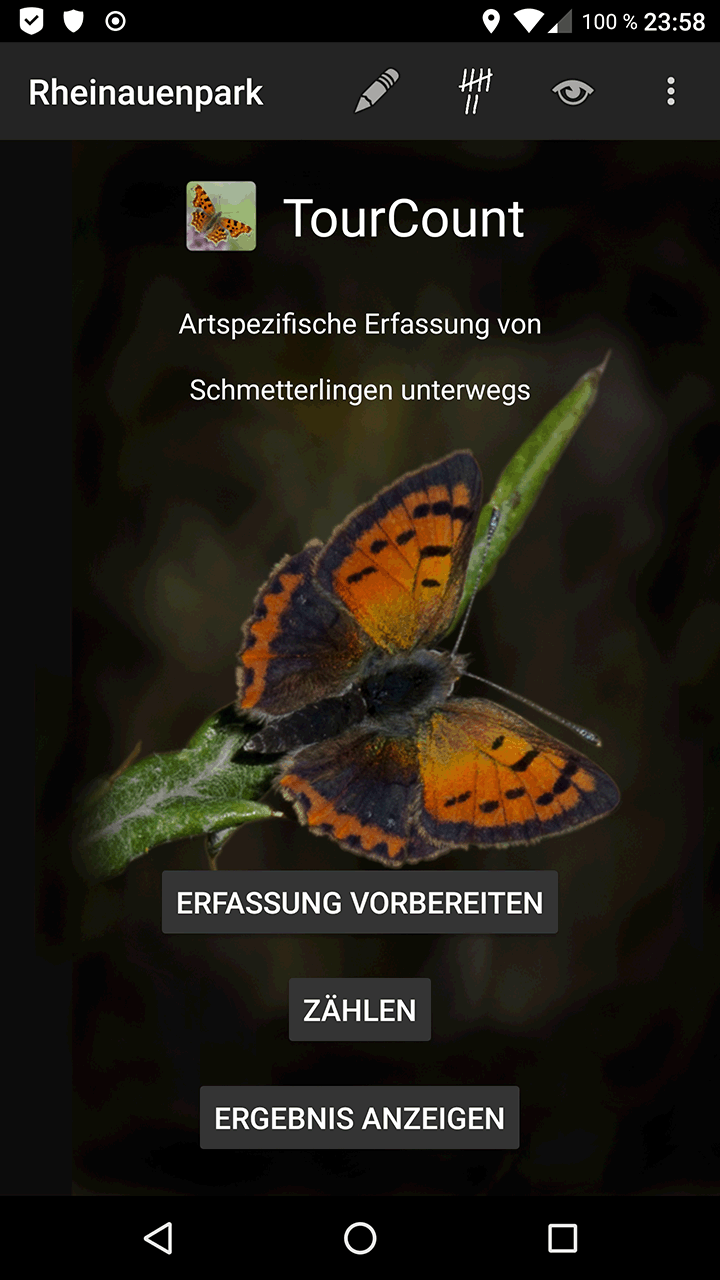 100 % 23:58
Rheinauenpark
TourCount
Artspezifische Erfassung von
Schmetterlingen unterwegs
ERFASSUNG VORBEREITEN
ZÄHLEN
ERGEBNIS ANZEIGEN